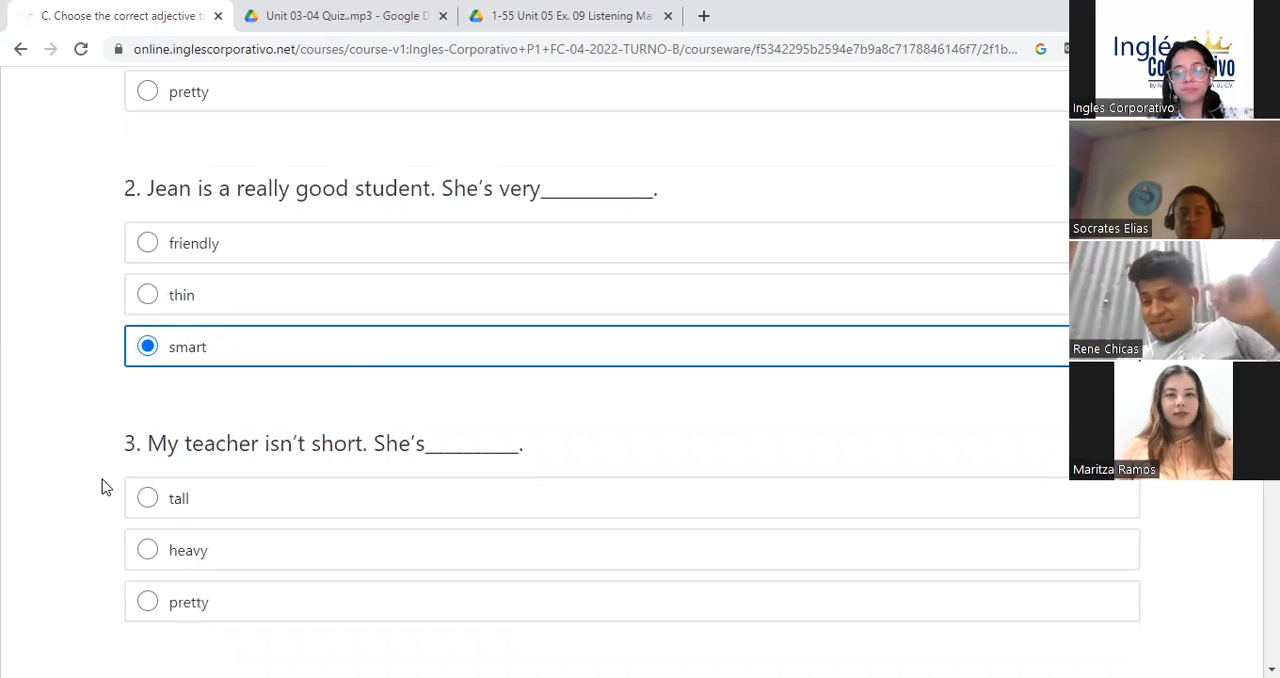 C. Choose the correct adjective to
Unit 03-04 Quiz..mp3 - Google D
1-55 Unit 05 Ex. 09 Listening Ma
online.inglescorporativo.net/courses/course-v1:Ingles-Corporativo+P1+FC-04-2022-TURNO-B/courseware/f5342295b2594e7b9a8c7178846146f7/2f1b...
pretty
2. Jean is a really good student. She's very___________.
friendly
thin
smart
3. My teacher isn't short. She's_________.
tall
heavy
pretty
Ingles Corporativo
Socrates Elias
Rene Chicas
Maritza Ramos